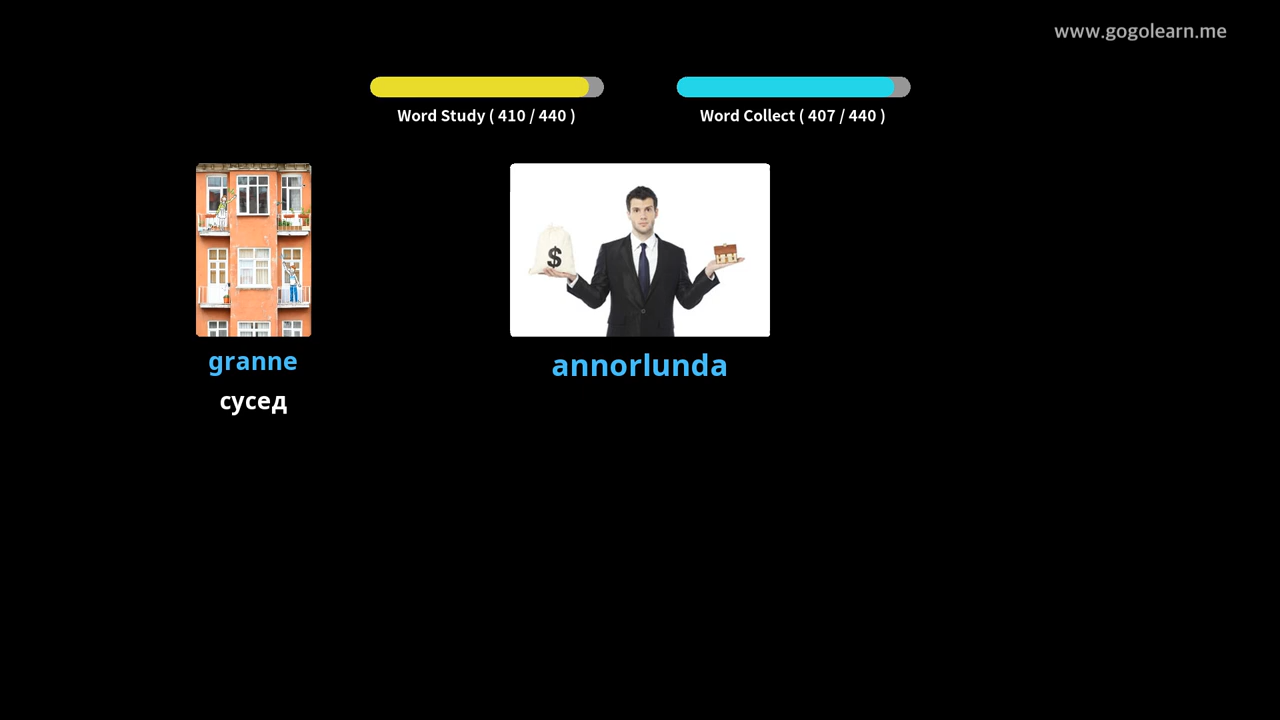 www.gogolearn.me
Word Study ( 410 / 440 )
Word Collect ( 407 / 440 )
$
granne
сусед
annorlunda